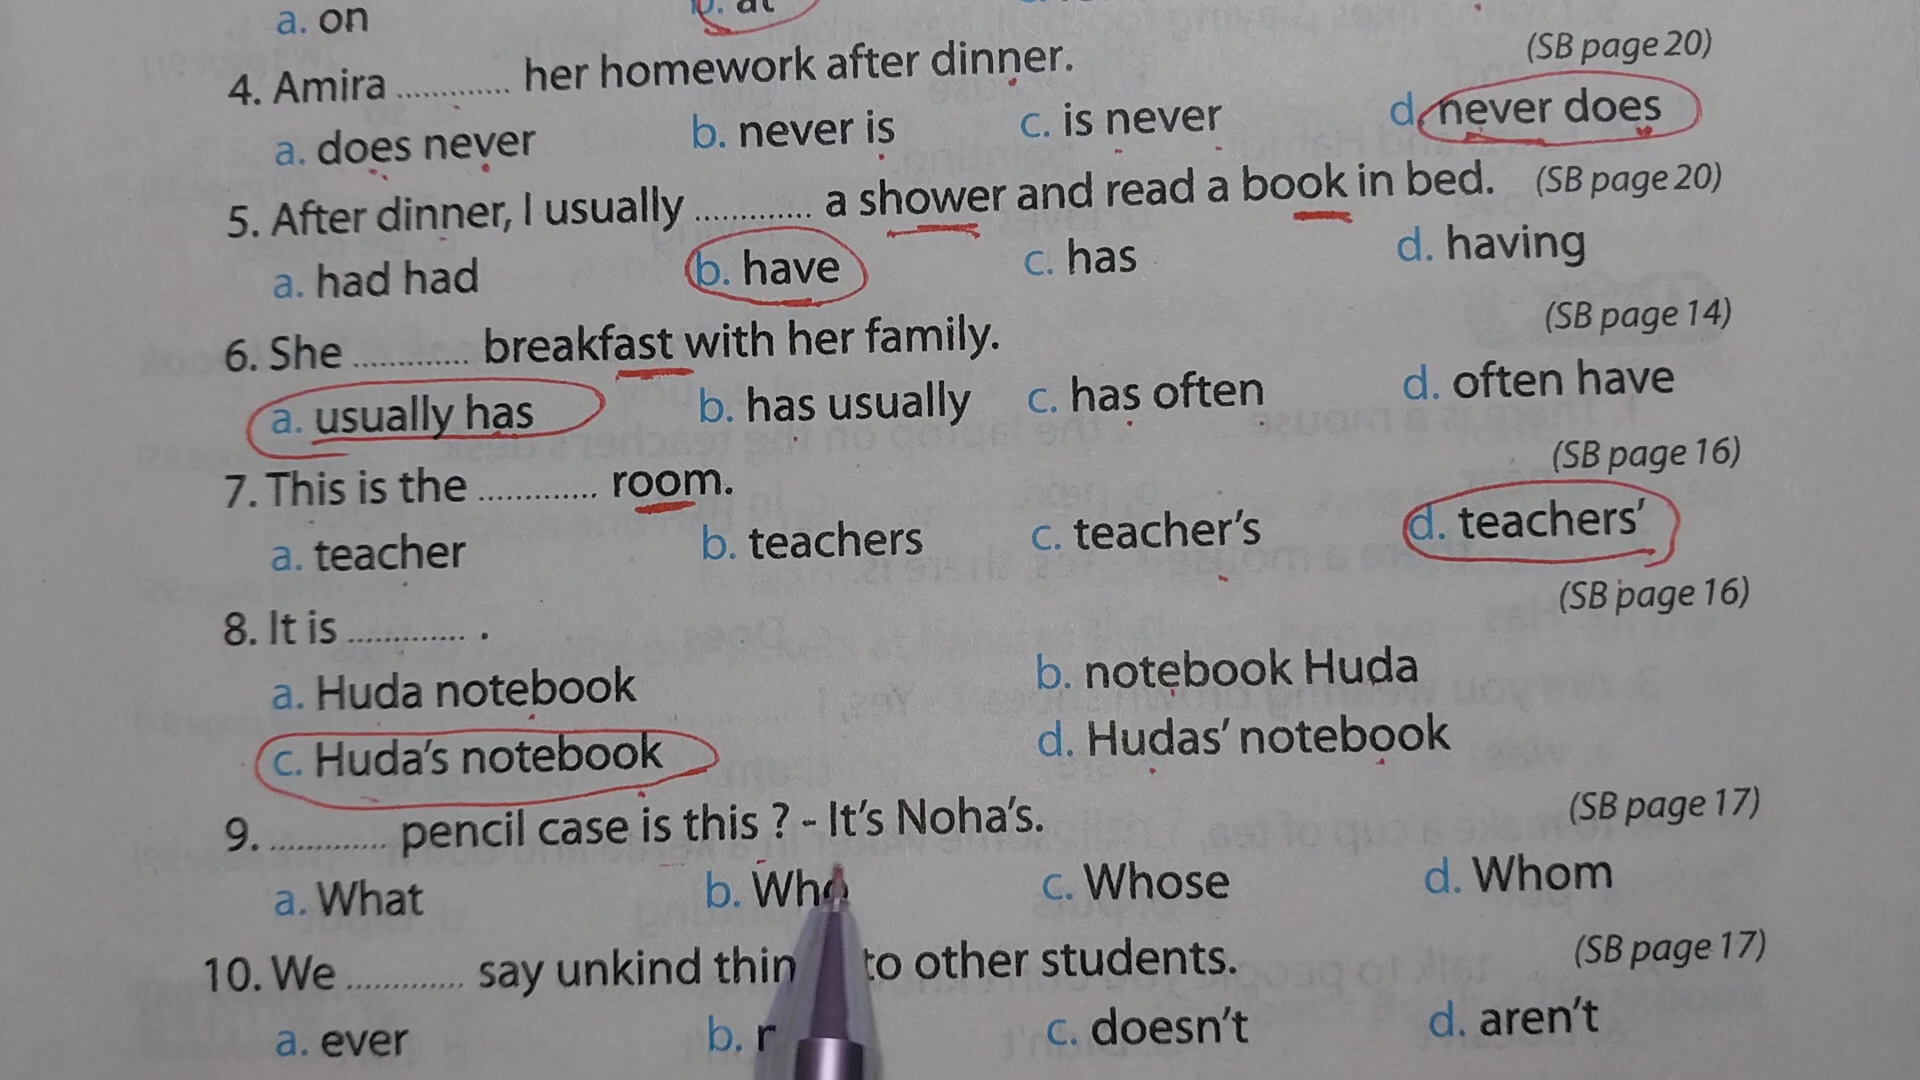 a. on b. at
4. Amira ............. her homework after dinner. (SB page 20)
a. does never b. never is c. is never d. never does
5. After dinner, I usually ............. a shower and read a book in bed. (SB page 20)
a. had had b. have c. has d. having
6. She ............. breakfast with her family. (SB page 14)
a. usually has b. has usually c. has often d. often have
7. This is the ............. room. (SB page 16)
a. teacher b. teachers c. teacher's d. teachers'
8. It is ............. . (SB page 16)
a. Huda notebook b. notebook Huda
c. Huda's notebook d. Hudas' notebook
9. ............. pencil case is this ? - It's Noha's. (SB page 17)
a. What b. Who c. Whose d. Whom
10. We ............. say unkind thin to other students. (SB page 17)
a. ever b. r c. doesn't d. aren't